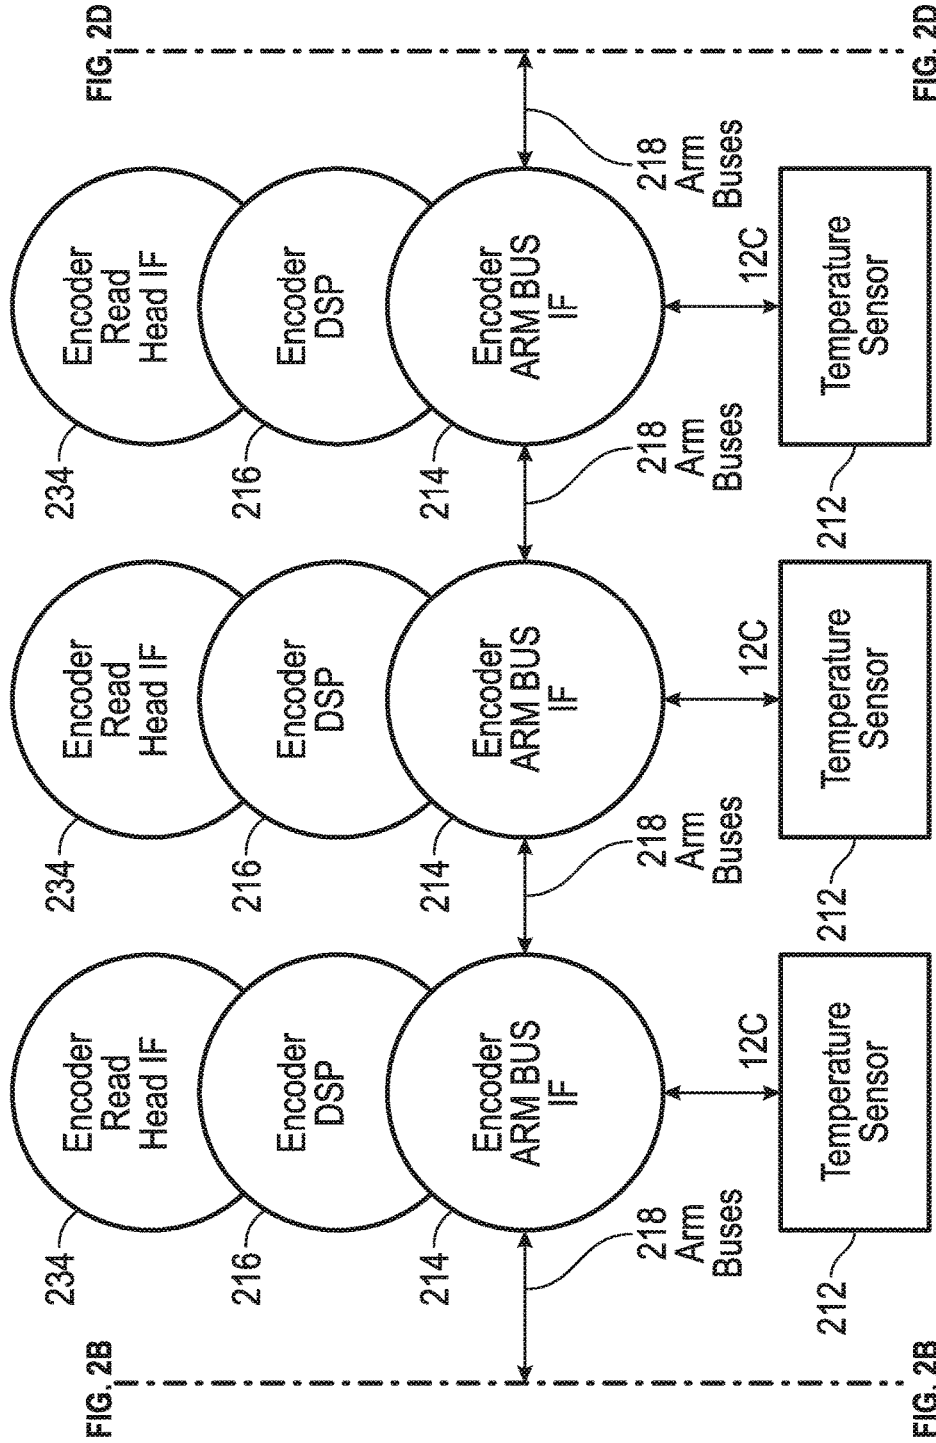 FIG. 2B
FIG. 2D
234
Encoder
Read
Head IF
234
Encoder
Read
Head IF
234
Encoder
Read
Head IF
216
Encoder
DSP
216
Encoder
DSP
216
Encoder
DSP
214
Encoder
ARM BUS
IF
214
Encoder
ARM BUS
IF
214
Encoder
ARM BUS
IF
218
Arm
Buses
218
Arm
Buses
218
Arm
Buses
218
Arm
Buses
12C
12C
12C
212
Temperature
Sensor
212
Temperature
Sensor
212
Temperature
Sensor
FIG. 2B
FIG. 2D